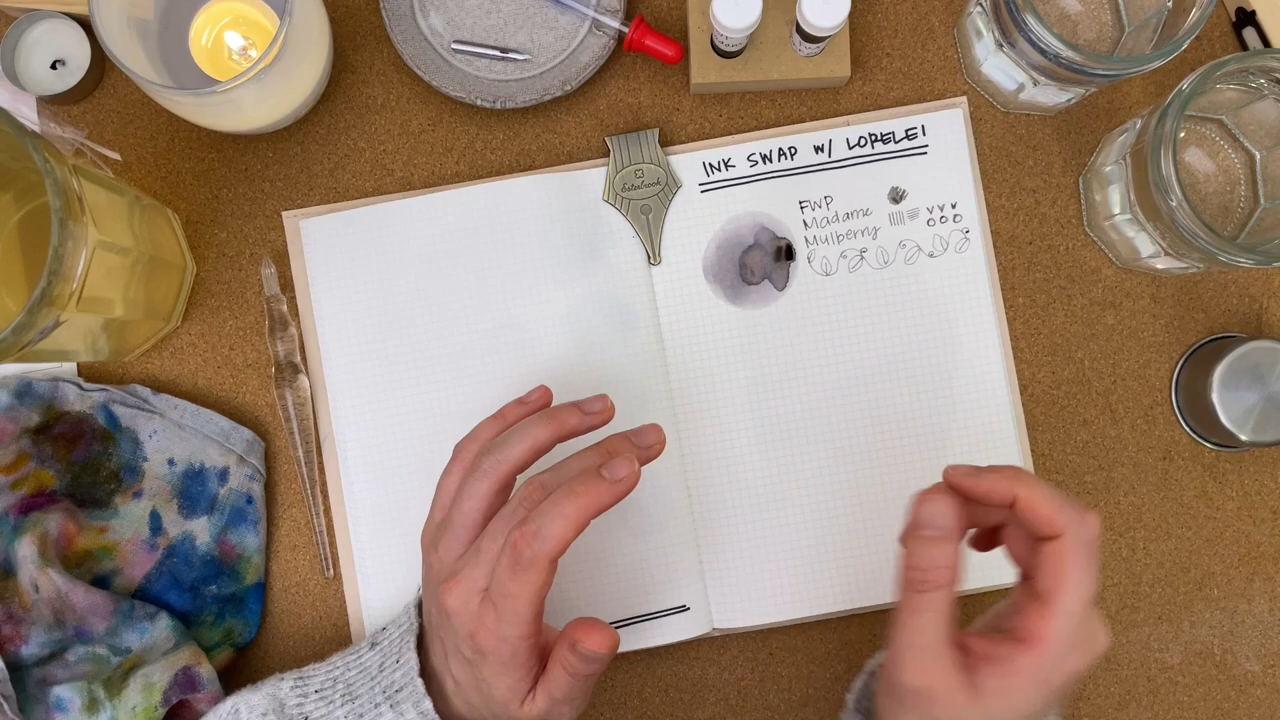 INK SWAP W/ LORELEI
FWP
Madame
Mulberry
Esterbrook